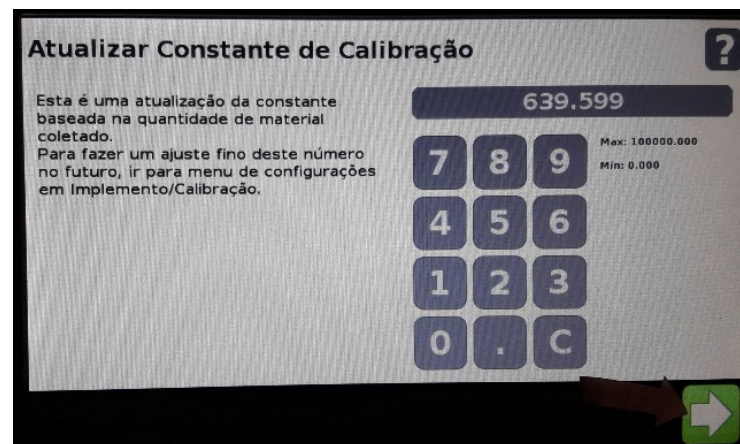 Atualizar Constante de Calibração
?
Esta é uma atualização da constante
baseada na quantidade de material
coletado.
Para fazer um ajuste fino deste número
no futuro, ir para menu de configurações
em Implemento/Calibração.
639.599
Max: 100000.000
Min: 0.000
7 8 9
4 5 6
1 2 3
0 . C